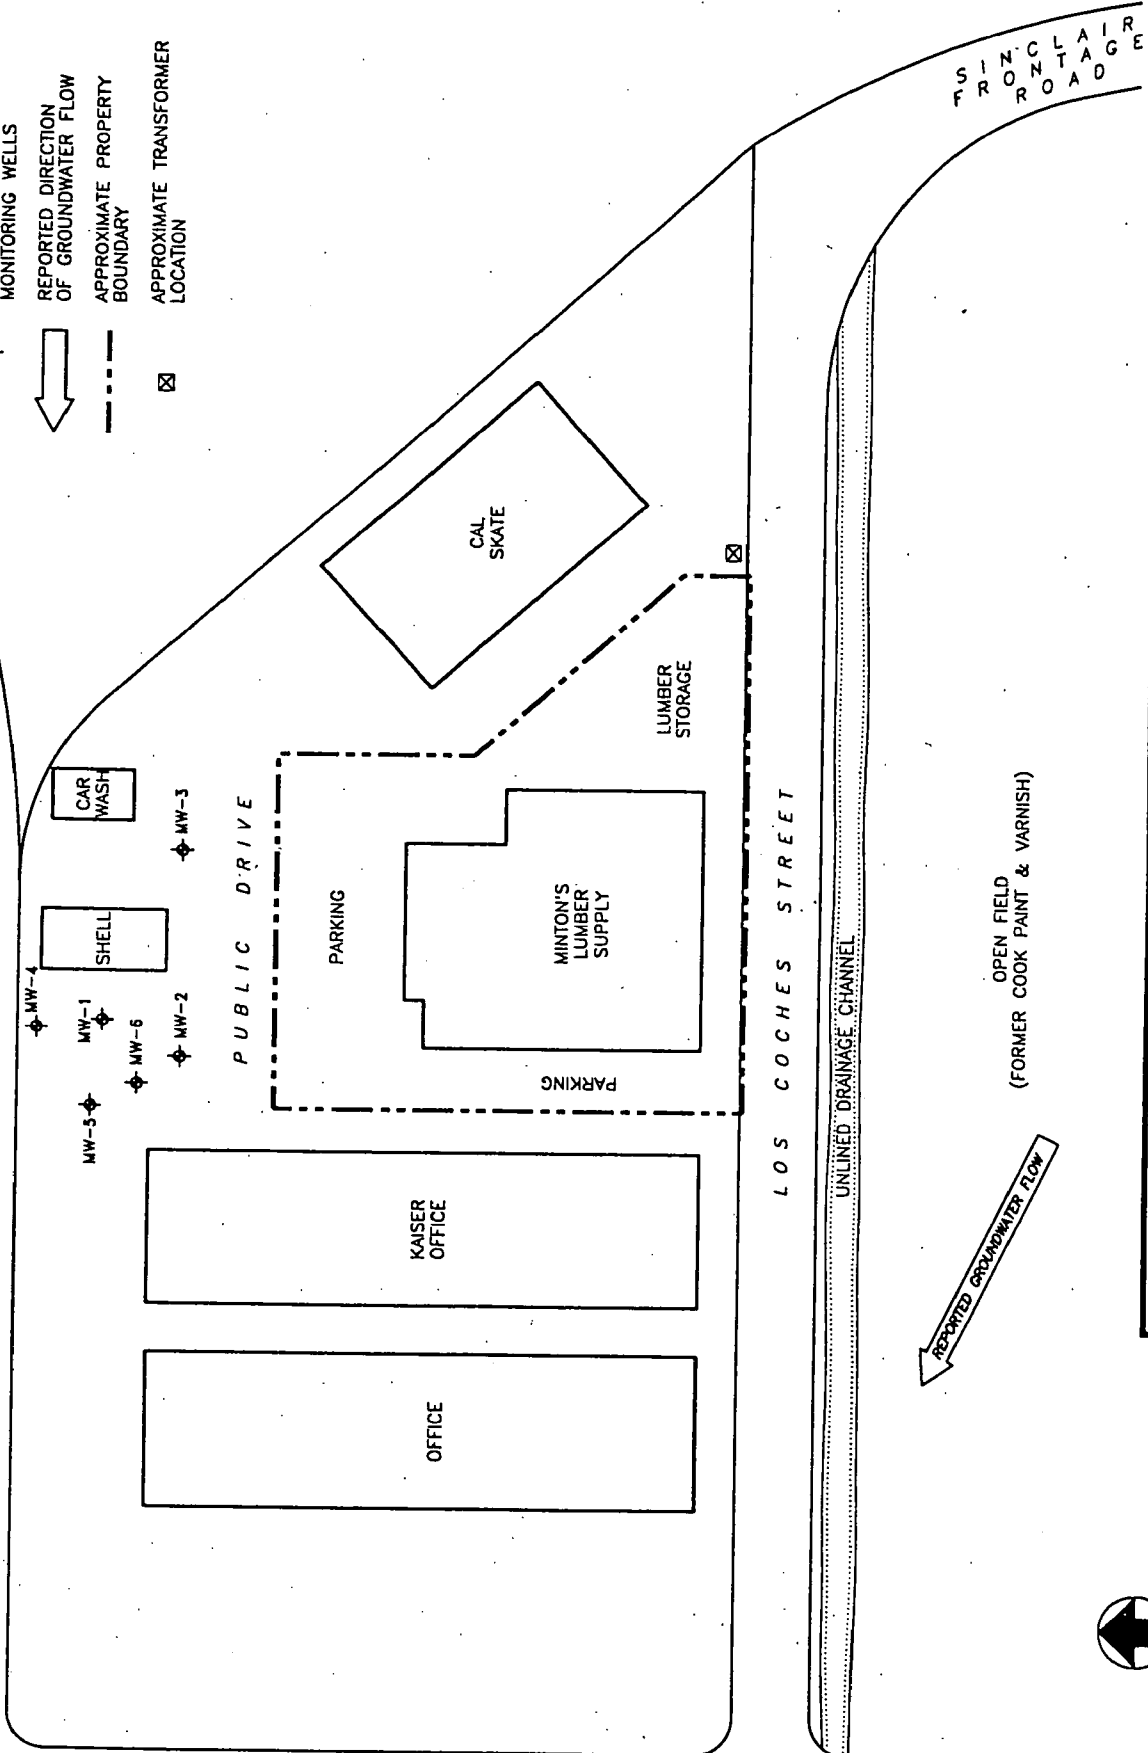 MONITORING WELLS
REPORTED DIRECTION
OF GROUNDWATER FLOW
APPROXIMATE PROPERTY
BOUNDARY
APPROXIMATE TRANSFORMER
LOCATION
SINCLAIR
FRONTAGE
ROAD
CAR
WASH
SHELL
MW-4
MW-1
MW-6
MW-2
MW-5
MW-3
PUBLIC DRIVE
CAL
SKATE
PARKING
LUMBER
STORAGE
MINTON'S
LUMBER
SUPPLY
PARKING
KAISER
OFFICE
OFFICE
LOS COCHES STREET
UNLINED DRAINAGE CHANNEL
OPEN FIELD
(FORMER COOK PAINT & VARNISH)
REPORTED GROUNDWATER FLOW